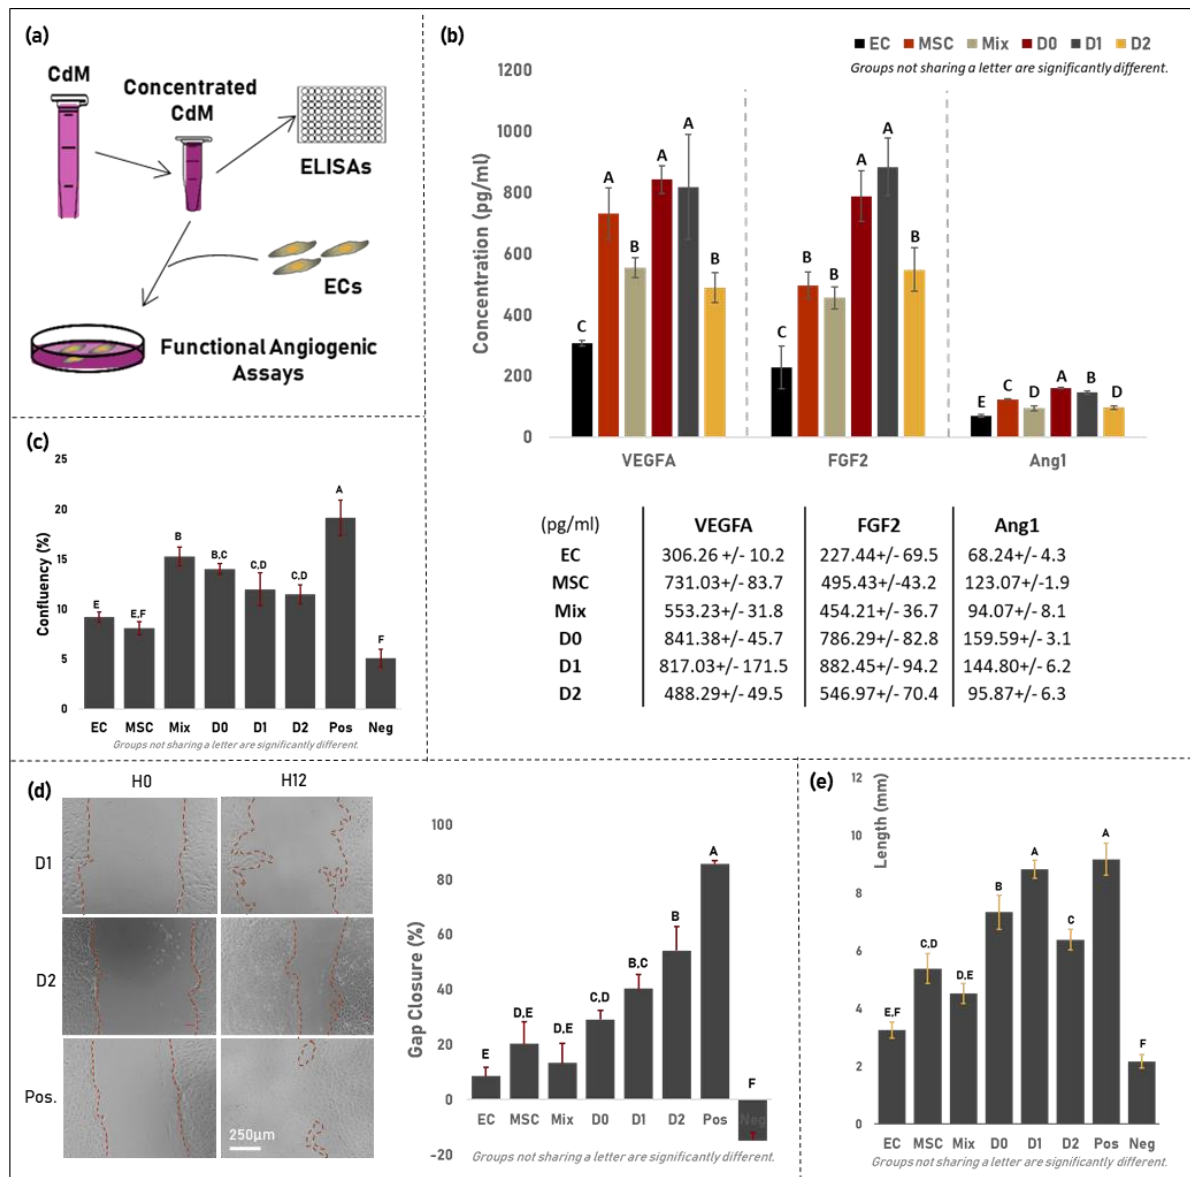 (a)
CdM
Concentrated
CdM
ELISAs
ECs
Functional Angiogenic
Assays
(b)
EC MSC Mix D0 D1 D2
Groups not sharing a letter are significantly different.
Concentration (pg/ml)
1200
1000
800
600
400
200
0
C A B A A B
C B B A A B
E C D A B D
VEGFA FGF2 Ang1
(pg/ml) VEGFA FGF2 Ang1
EC 306.26 +/- 10.2 227.44+/- 69.5 68.24+/- 4.3
MSC 731.03+/- 83.7 495.43+/-43.2 123.07+/-1.9
Mix 553.23+/- 31.8 454.21+/- 36.7 94.07+/- 8.1
D0 841.38+/- 45.7 786.29+/- 82.8 159.59+/- 3.1
D1 817.03+/- 171.5 882.45+/- 94.2 144.80+/- 6.2
D2 488.29+/- 49.5 546.97+/- 70.4 95.87+/- 6.3
(c)
Confluency (%)
25
20
15
10
5
0
E E,F B B,C C,D C,D A F
EC MSC Mix D0 D1 D2 Pos Neg
Groups not sharing a letter are significantly different.
(d)
H0 H12
D1
D2
Pos.
250µm
Gap Closure (%)
100
80
60
40
20
0
-20
E D,E D,E C,D B,C B A F
EC MSC Mix D0 D1 D2 Pos Neg
Groups not sharing a letter are significantly different.
(e)
Length (mm)
12
10
8
6
4
2
0
E,F C,D D,E B A C A F
EC MSC Mix D0 D1 D2 Pos Neg
Groups not sharing a letter are significantly different.